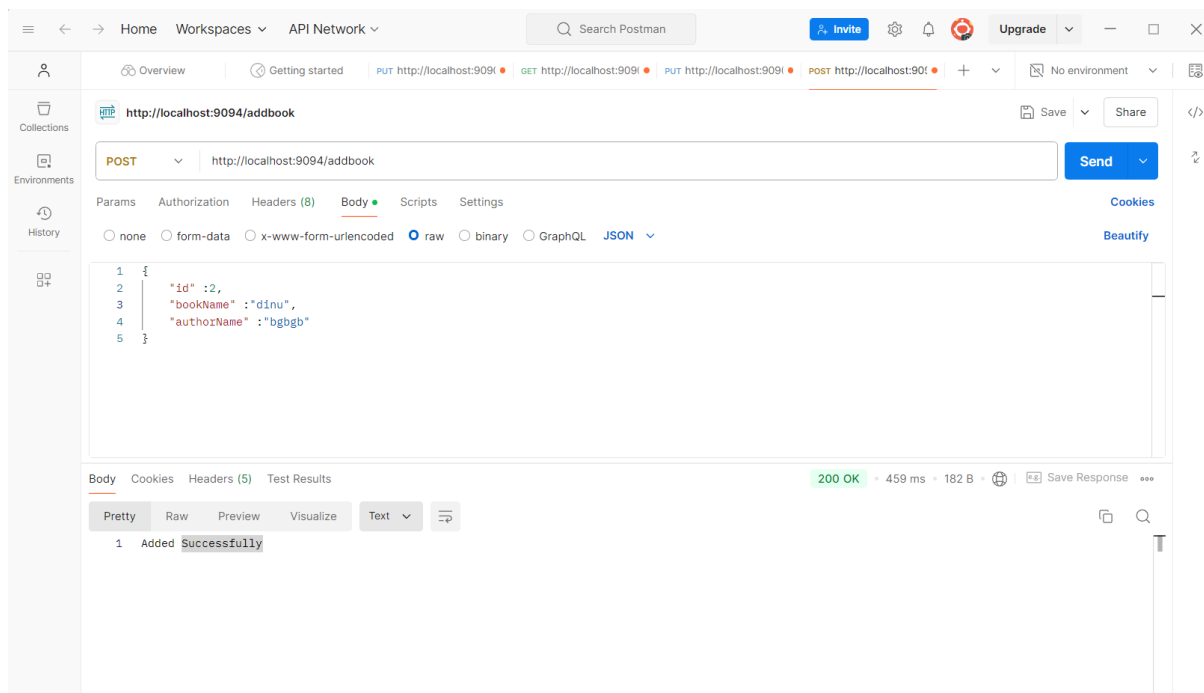 Home Workspaces API Network Search Postman Invite Upgrade
Overview Getting started PUT http://localhost:909( GET http://localhost:909( PUT http://localhost:909( POST http://localhost:909 No environment
HTTP http://localhost:9094/addbook Save Share
Collections
POST http://localhost:9094/addbook Send
Environments
Params Authorization Headers (8) Body Scripts Settings Cookies
History
none form-data x-www-form-urlencoded raw binary GraphQL JSON Beautify
1 {
2 "id" :2,
3 "bookName" :"dinu",
4 "authorName" :"bgbgb"
5 }
Body Cookies Headers (5) Test Results 200 OK 459 ms 182 B Save Response
Pretty Raw Preview Visualize Text
1 Added Successfully